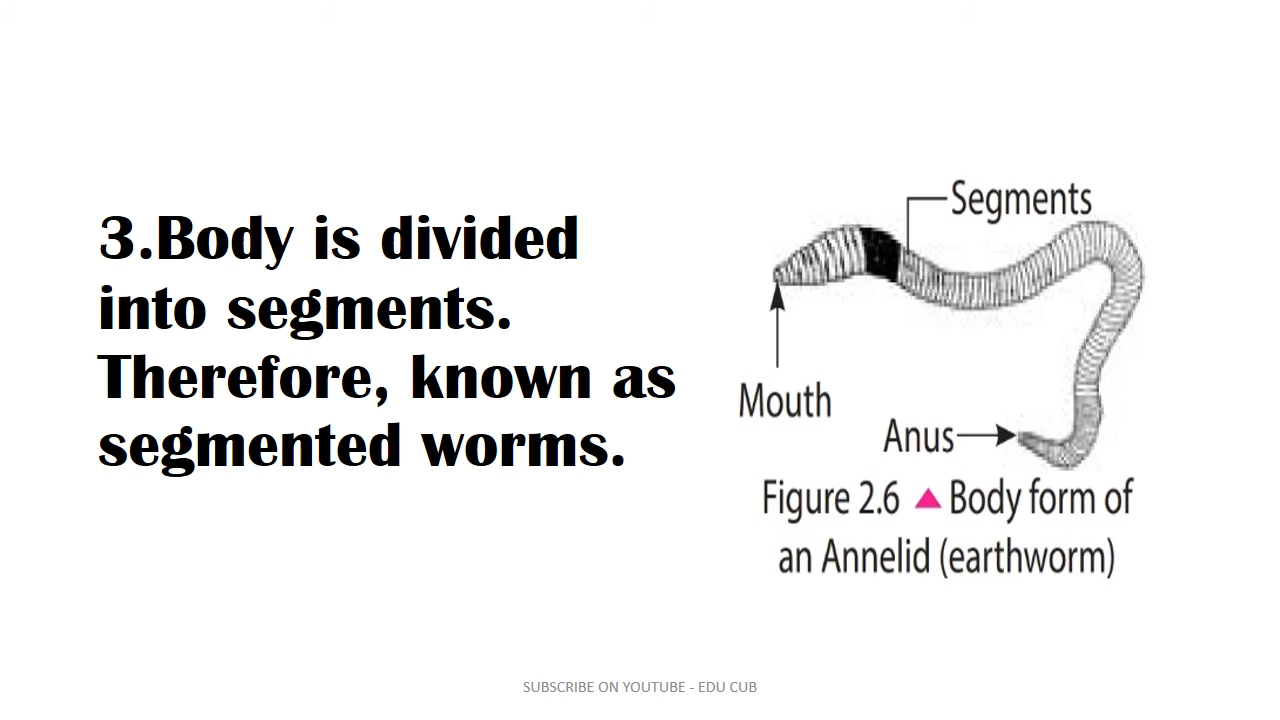 3.Body is divided
into segments.
Therefore, known as
segmented worms.
Segments
Mouth
Anus
Figure 2.6 ▲ Body form of
an Annelid (earthworm)
SUBSCRIBE ON YOUTUBE - EDU CUB